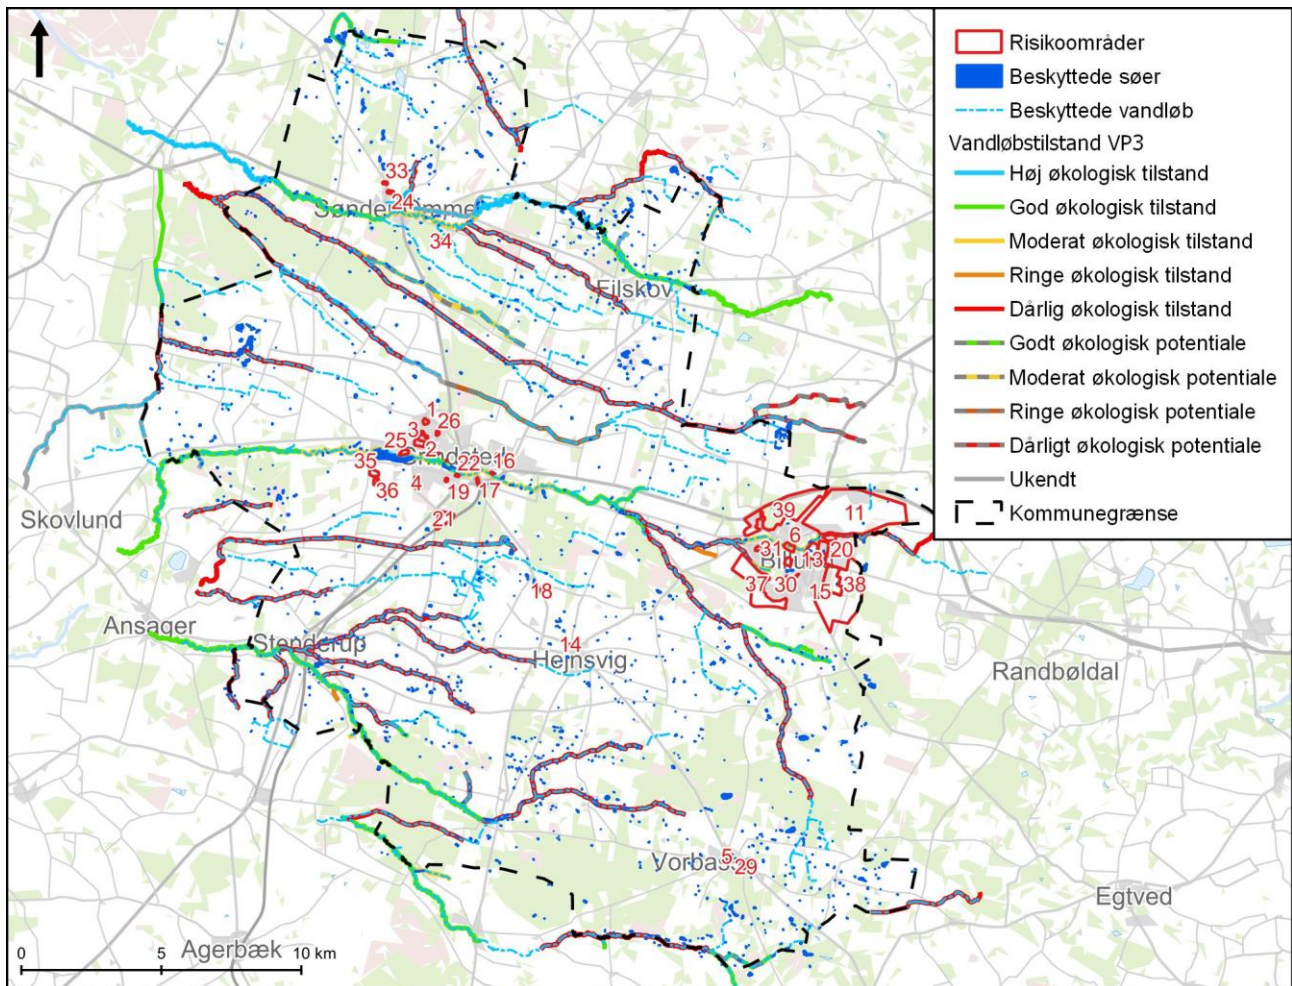 Risikoområder
Beskyttede søer
Beskyttede vandløb
Vandløbstilstand VP3
Høj økologisk tilstand
God økologisk tilstand
Moderat økologisk tilstand
Ringe økologisk tilstand
Dårlig økologisk tilstand
Godt økologisk potentiale
Moderat økologisk potentiale
Ringe økologisk potentiale
Dårligt økologisk potentiale
Ukendt
Kommunegrænse
33
24
34
Filskov
1
3
26
25
2
35
22
16
36
4
19
17
21
Skovlund
39
11
6
31
13
20
37
30
15
38
18
Ansager
Stenderup
14
Hejnsvig
Randbøldal
5
29
Egtved
Agerbæk
0 5 10 km